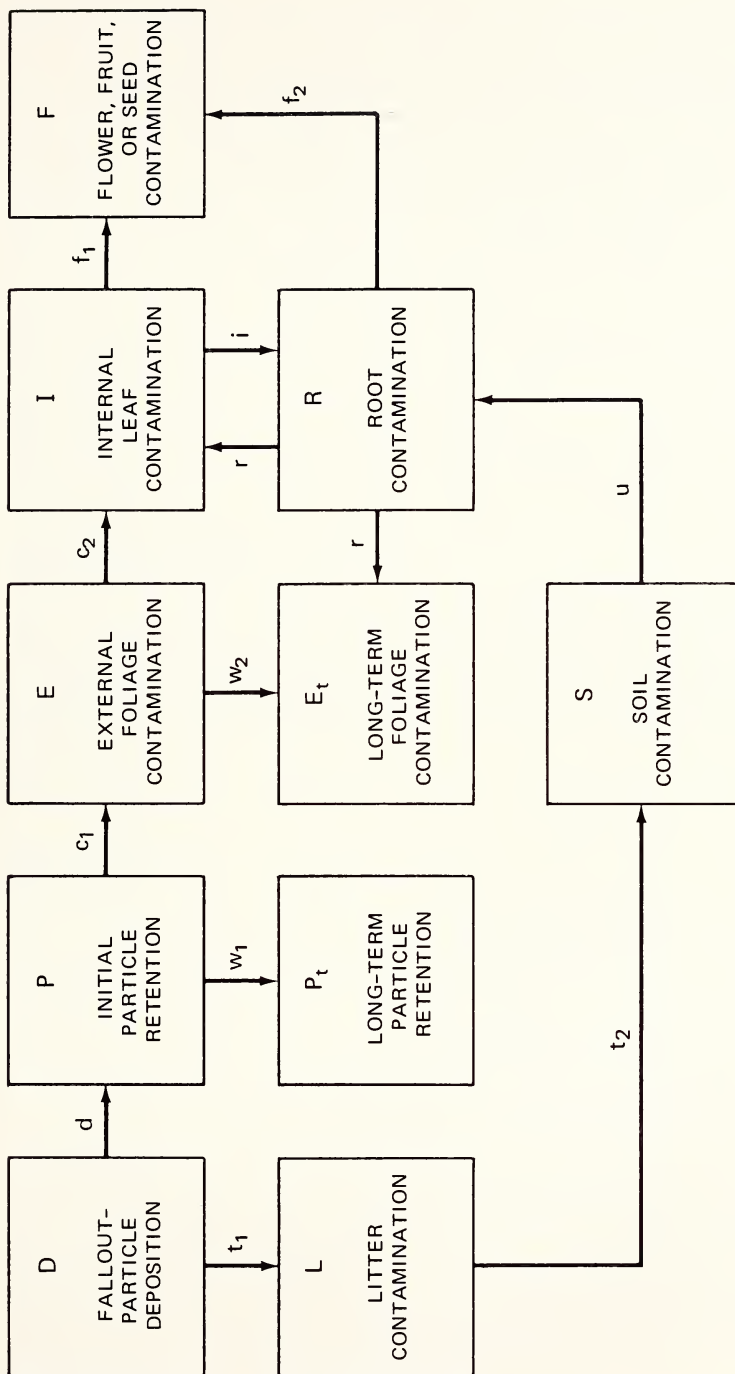 D
FALLOUT-
PARTICLE
DEPOSITION
d
P
INITIAL
PARTICLE
RETENTION
c₁
E
EXTERNAL
FOLIAGE
CONTAMINATION
c₂
I
INTERNAL
LEAF
CONTAMINATION
f₁
F
FLOWER, FRUIT,
OR SEED
CONTAMINATION
t₁
w₁
w₂
r
i
f₂
L
LITTER
CONTAMINATION
Pₜ
LONG-TERM
PARTICLE
RETENTION
Eₜ
LONG-TERM
FOLIAGE
CONTAMINATION
r
R
ROOT
CONTAMINATION
t₂
S
SOIL
CONTAMINATION
u